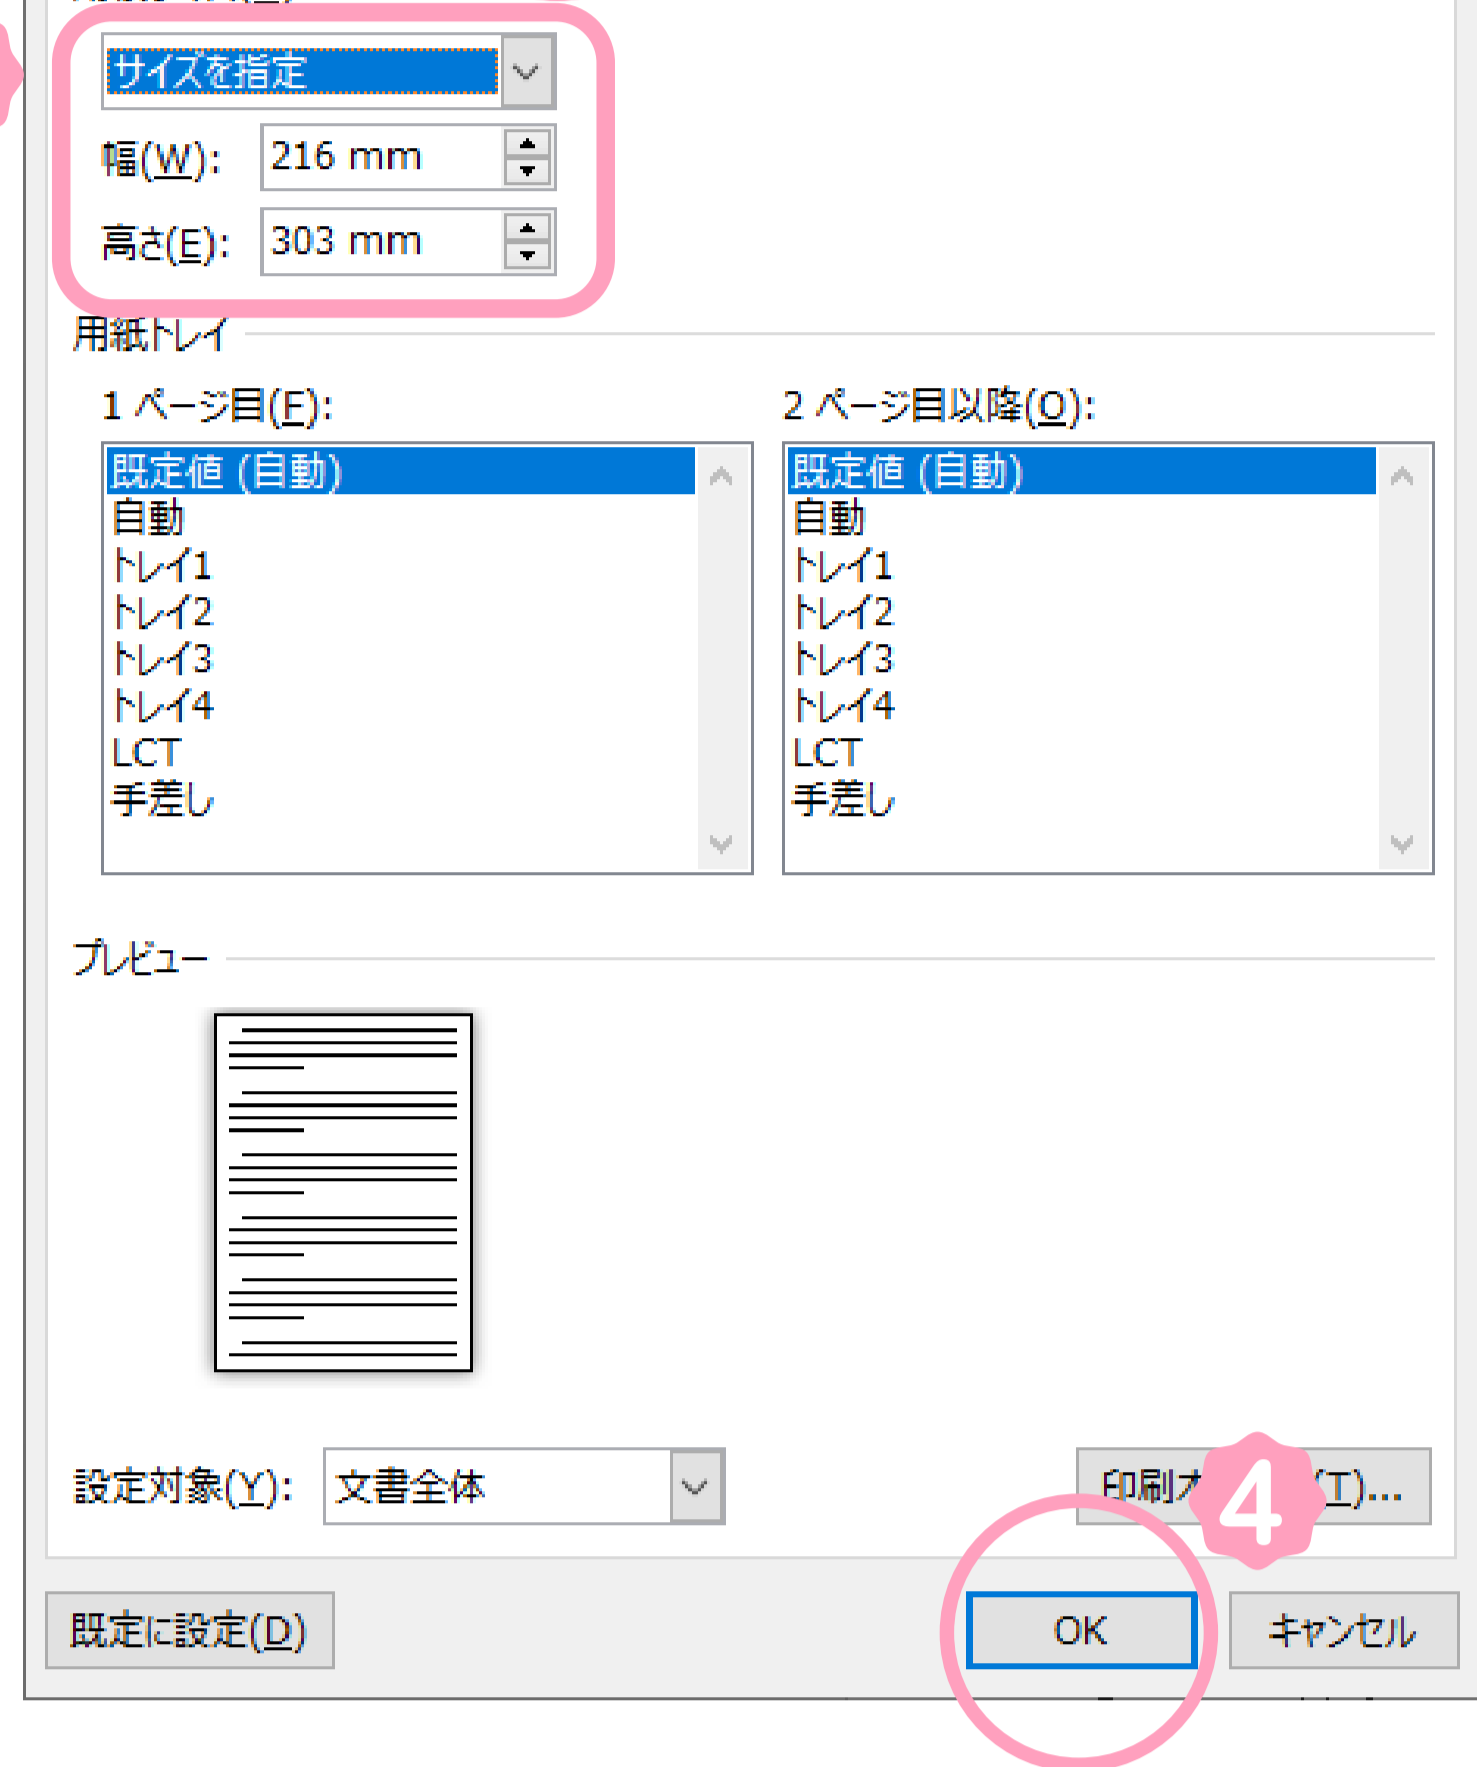 サイズを指定
幅(W): 216 mm
高さ(E): 303 mm
用紙トレイ
1 ページ目(F):
既定値 (自動)
自動
トレイ1
トレイ2
トレイ3
トレイ4
LCT
手差し
2 ページ目以降(O):
既定値 (自動)
自動
トレイ1
トレイ2
トレイ3
トレイ4
LCT
手差し
プレビュー
設定対象(Y): 文書全体
印刷 (T)...
4
既定に設定(D)
OK
キャンセル